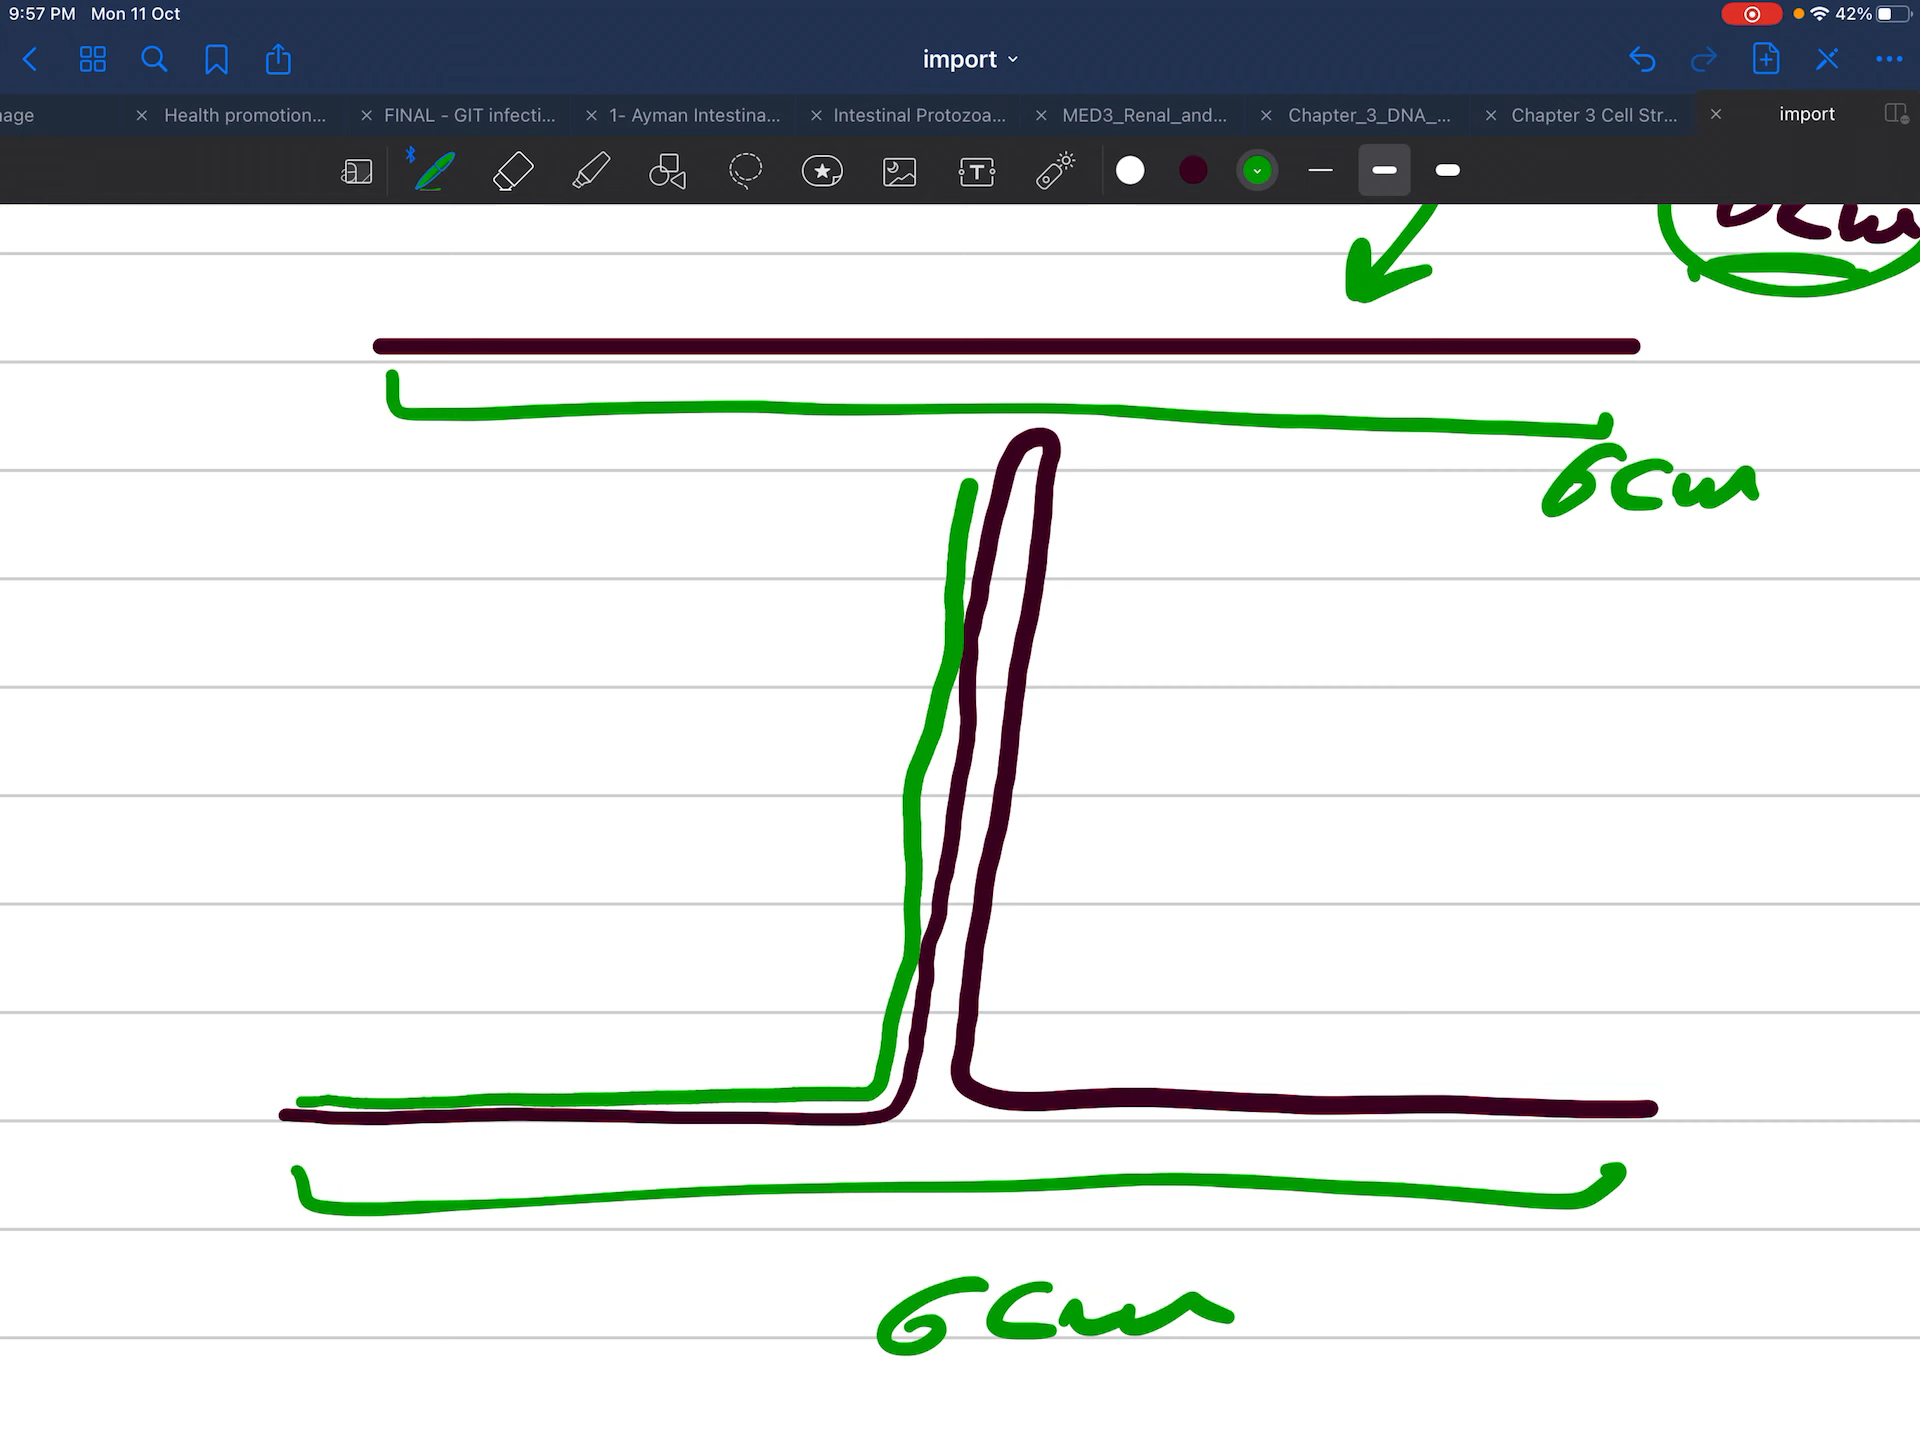 9:57 PM Mon 11 Oct
42%
import
age
Health promotion...
FINAL - GIT infecti...
1- Ayman Intestina...
Intestinal Protozoa...
MED3_Renal_and...
Chapter_3_DNA_...
Chapter 3 Cell Str...
import
T
6cm
6cm